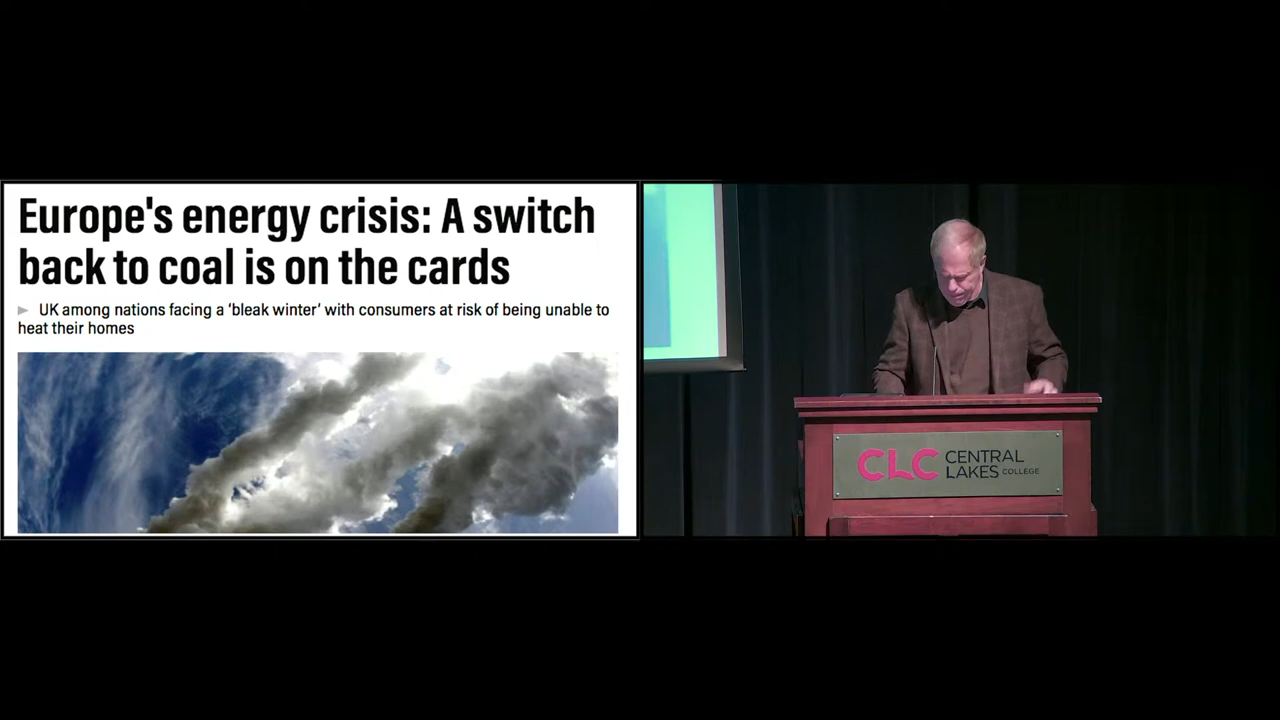 Europe's energy crisis: A switch
back to coal is on the cards
UK among nations facing a ‘bleak winter’ with consumers at risk of being unable to
heat their homes
CLC CENTRAL
LAKES COLLEGE